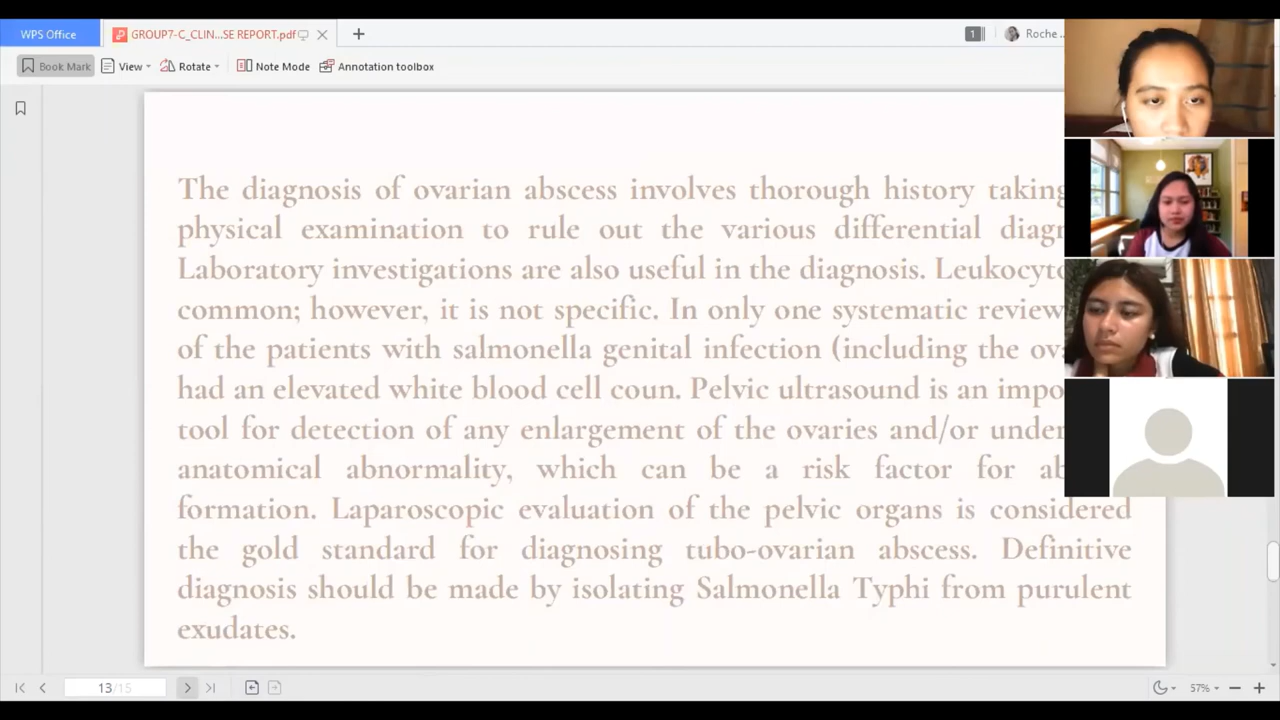 WPS Office
GROUP7-C_CLIN...SE REPORT.pdf
1
Roche ...
Book Mark
View
Rotate
Note Mode
Annotation toolbox
The diagnosis of ovarian abscess involves thorough history taking
physical examination to rule out the various differential
Laboratory investigations are also useful in the diagnosis.
common; however, it is not specific. In only one systematic review
of the patients with salmonella genital infection (including the
had an elevated white blood cell coun. Pelvic ultrasound is an
tool for detection of any enlargement of the ovaries and/or
anatomical abnormality, which can be a risk factor for
formation. Laparoscopic evaluation of the pelvic organs is considered
the gold standard for diagnosing tubo-ovarian abscess. Definitive
diagnosis should be made by isolating Salmonella Typhi from purulent
exudates.
13/15
57%